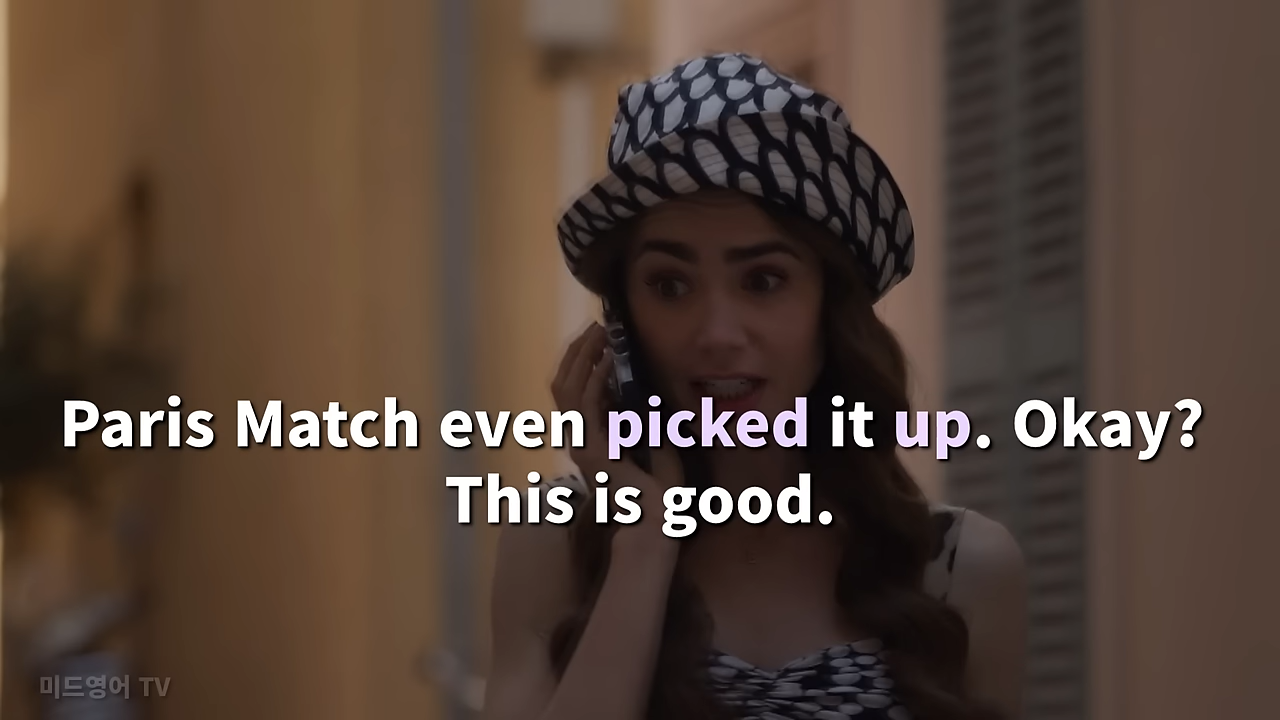 Paris Match even picked it up. Okay?
This is good.
미드영어 TV